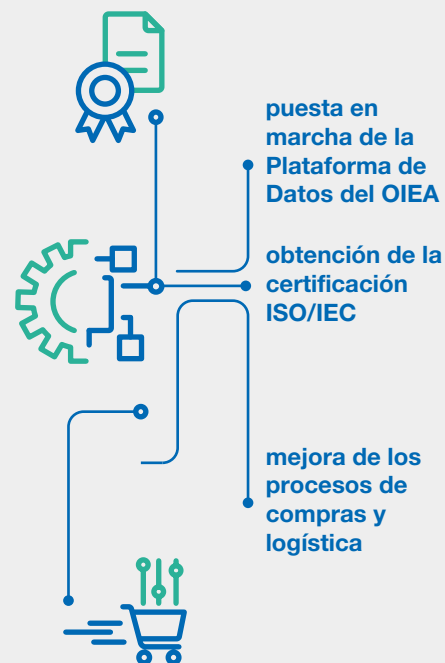 puesta en
marcha de la
Plataforma de
Datos del OIEA
obtención de la
certificación
ISO/IEC
mejora de los
procesos de
compras y
logística